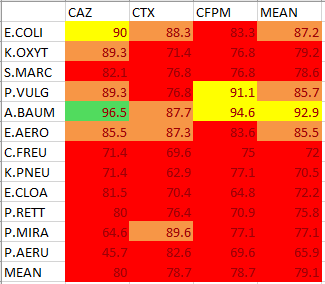 CAZ CTX CFPM MEAN
E.COLI 90 88.3 83.3 87.2
K.OXYT 89.3 71.4 76.8 79.2
S.MARC 82.1 76.8 76.8 78.6
P.VULG 89.3 76.8 91.1 85.7
A.BAUM 96.5 87.7 94.6 92.9
E.AERO 85.5 87.3 83.6 85.5
C.FREU 71.4 69.6 75 72
K.PNEU 71.4 62.9 77.1 70.5
E.CLOA 81.5 70.4 64.8 72.2
P.RETT 80 76.4 70.9 75.8
P.MIRA 64.6 89.6 77.1 77.1
P.AERU 45.7 82.6 69.6 65.9
MEAN 80 78.7 78.7 79.1